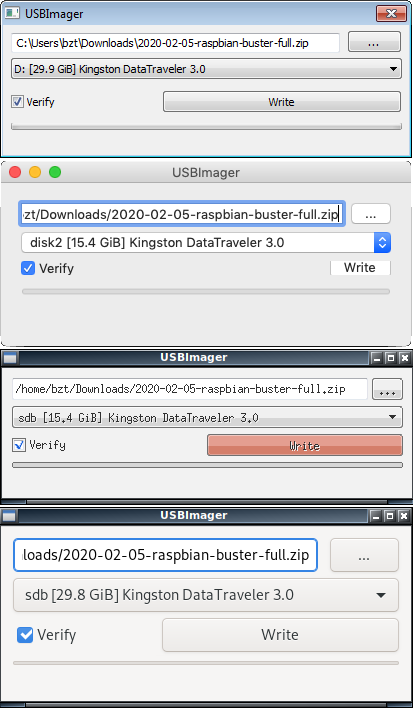 USBImager
C:\Users\bzt\Downloads\2020-02-05-raspbian-buster-full.zip
...
D: [29.9 GiB] Kingston DataTraveler 3.0
Verify
Write
USBImager
zt/Downloads/2020-02-05-raspbian-buster-full.zip
...
disk2 [15.4 GiB] Kingston DataTraveler 3.0
Verify
Write
USBImager
/home/bzt/Downloads/2020-02-05-raspbian-buster-full.zip
...
sdb [15.4 GiB] Kingston DataTraveler 3.0
Verify
Write
USBImager
loads/2020-02-05-raspbian-buster-full.zip
...
sdb [29.8 GiB] Kingston DataTraveler 3.0
Verify
Write